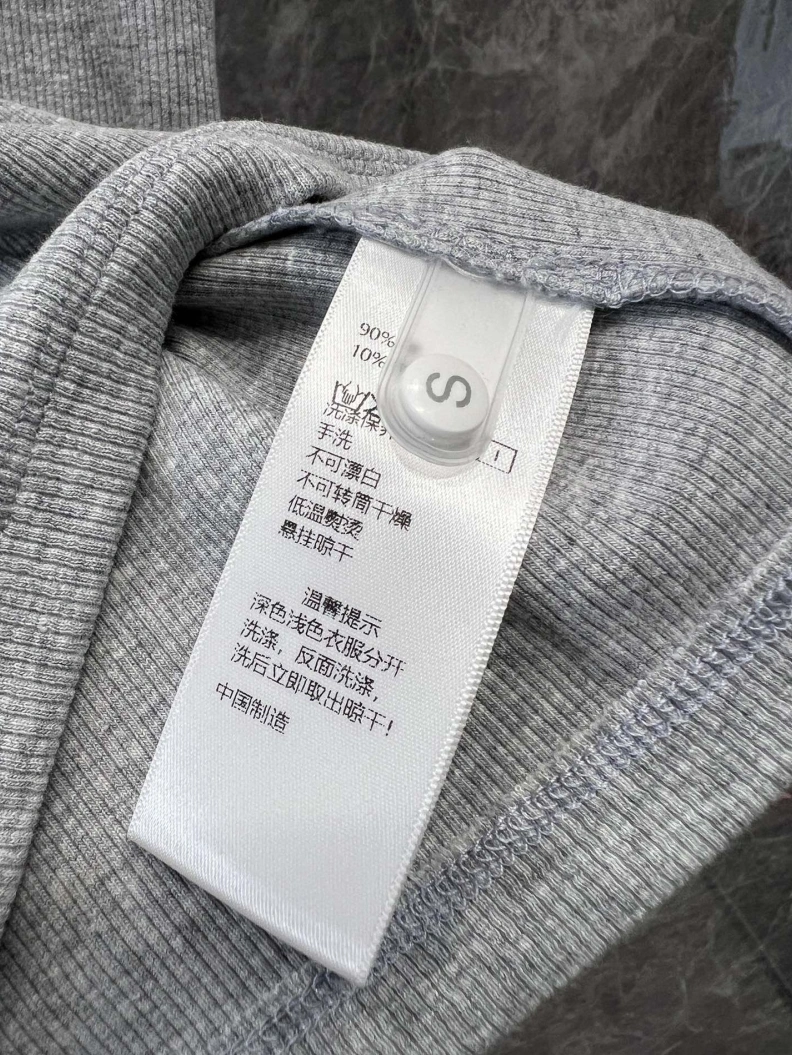 90%
10%
S
洗涤保养
手洗
不可漂白
不可转筒干燥
低温熨烫
悬挂晾干
温馨提示
深色浅色衣服分开
洗涤，反面洗涤，
洗后立即取出晾干！
中国制造